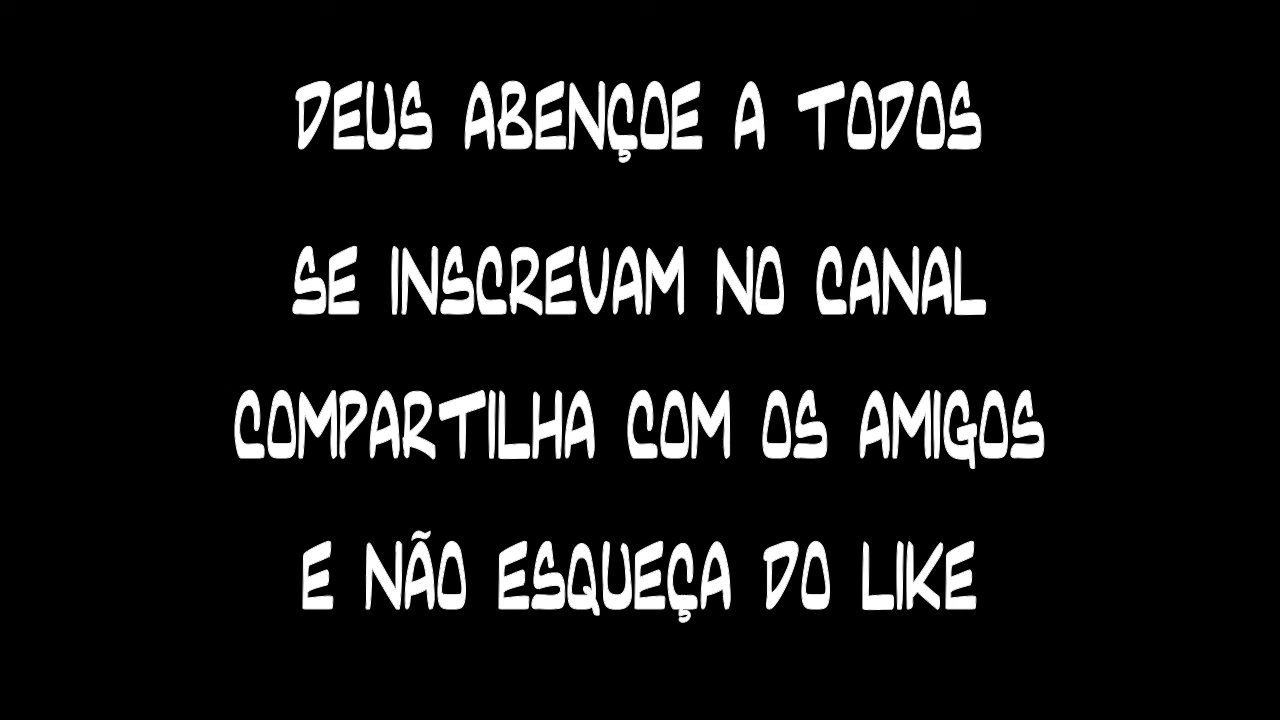 DEUS ABENÇOE A TODOS
SE INSCREVAM NO CANAL
COMPARTILHA COM OS AMIGOS
E NÃO ESQUEÇA DO LIKE